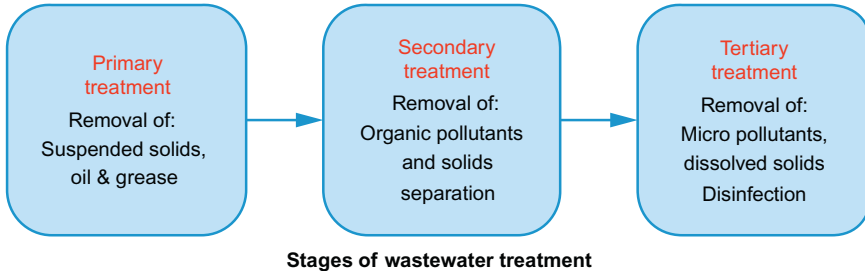 Primary
treatment
Removal of:
Suspended solids,
oil & grease
Secondary
treatment
Removal of:
Organic pollutants
and solids
separation
Tertiary
treatment
Removal of:
Micro pollutants,
dissolved solids
Disinfection
Stages of wastewater treatment